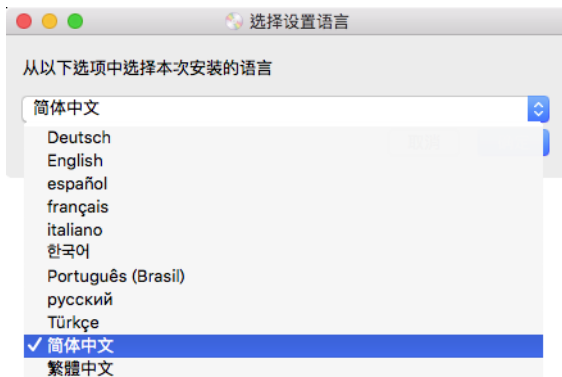 选择设置语言
从以下选项中选择本次安装的语言
简体中文
Deutsch
English
español
français
italiano
한국어
Português (Brasil)
русский
Türkçe
✓ 简体中文
繁體中文